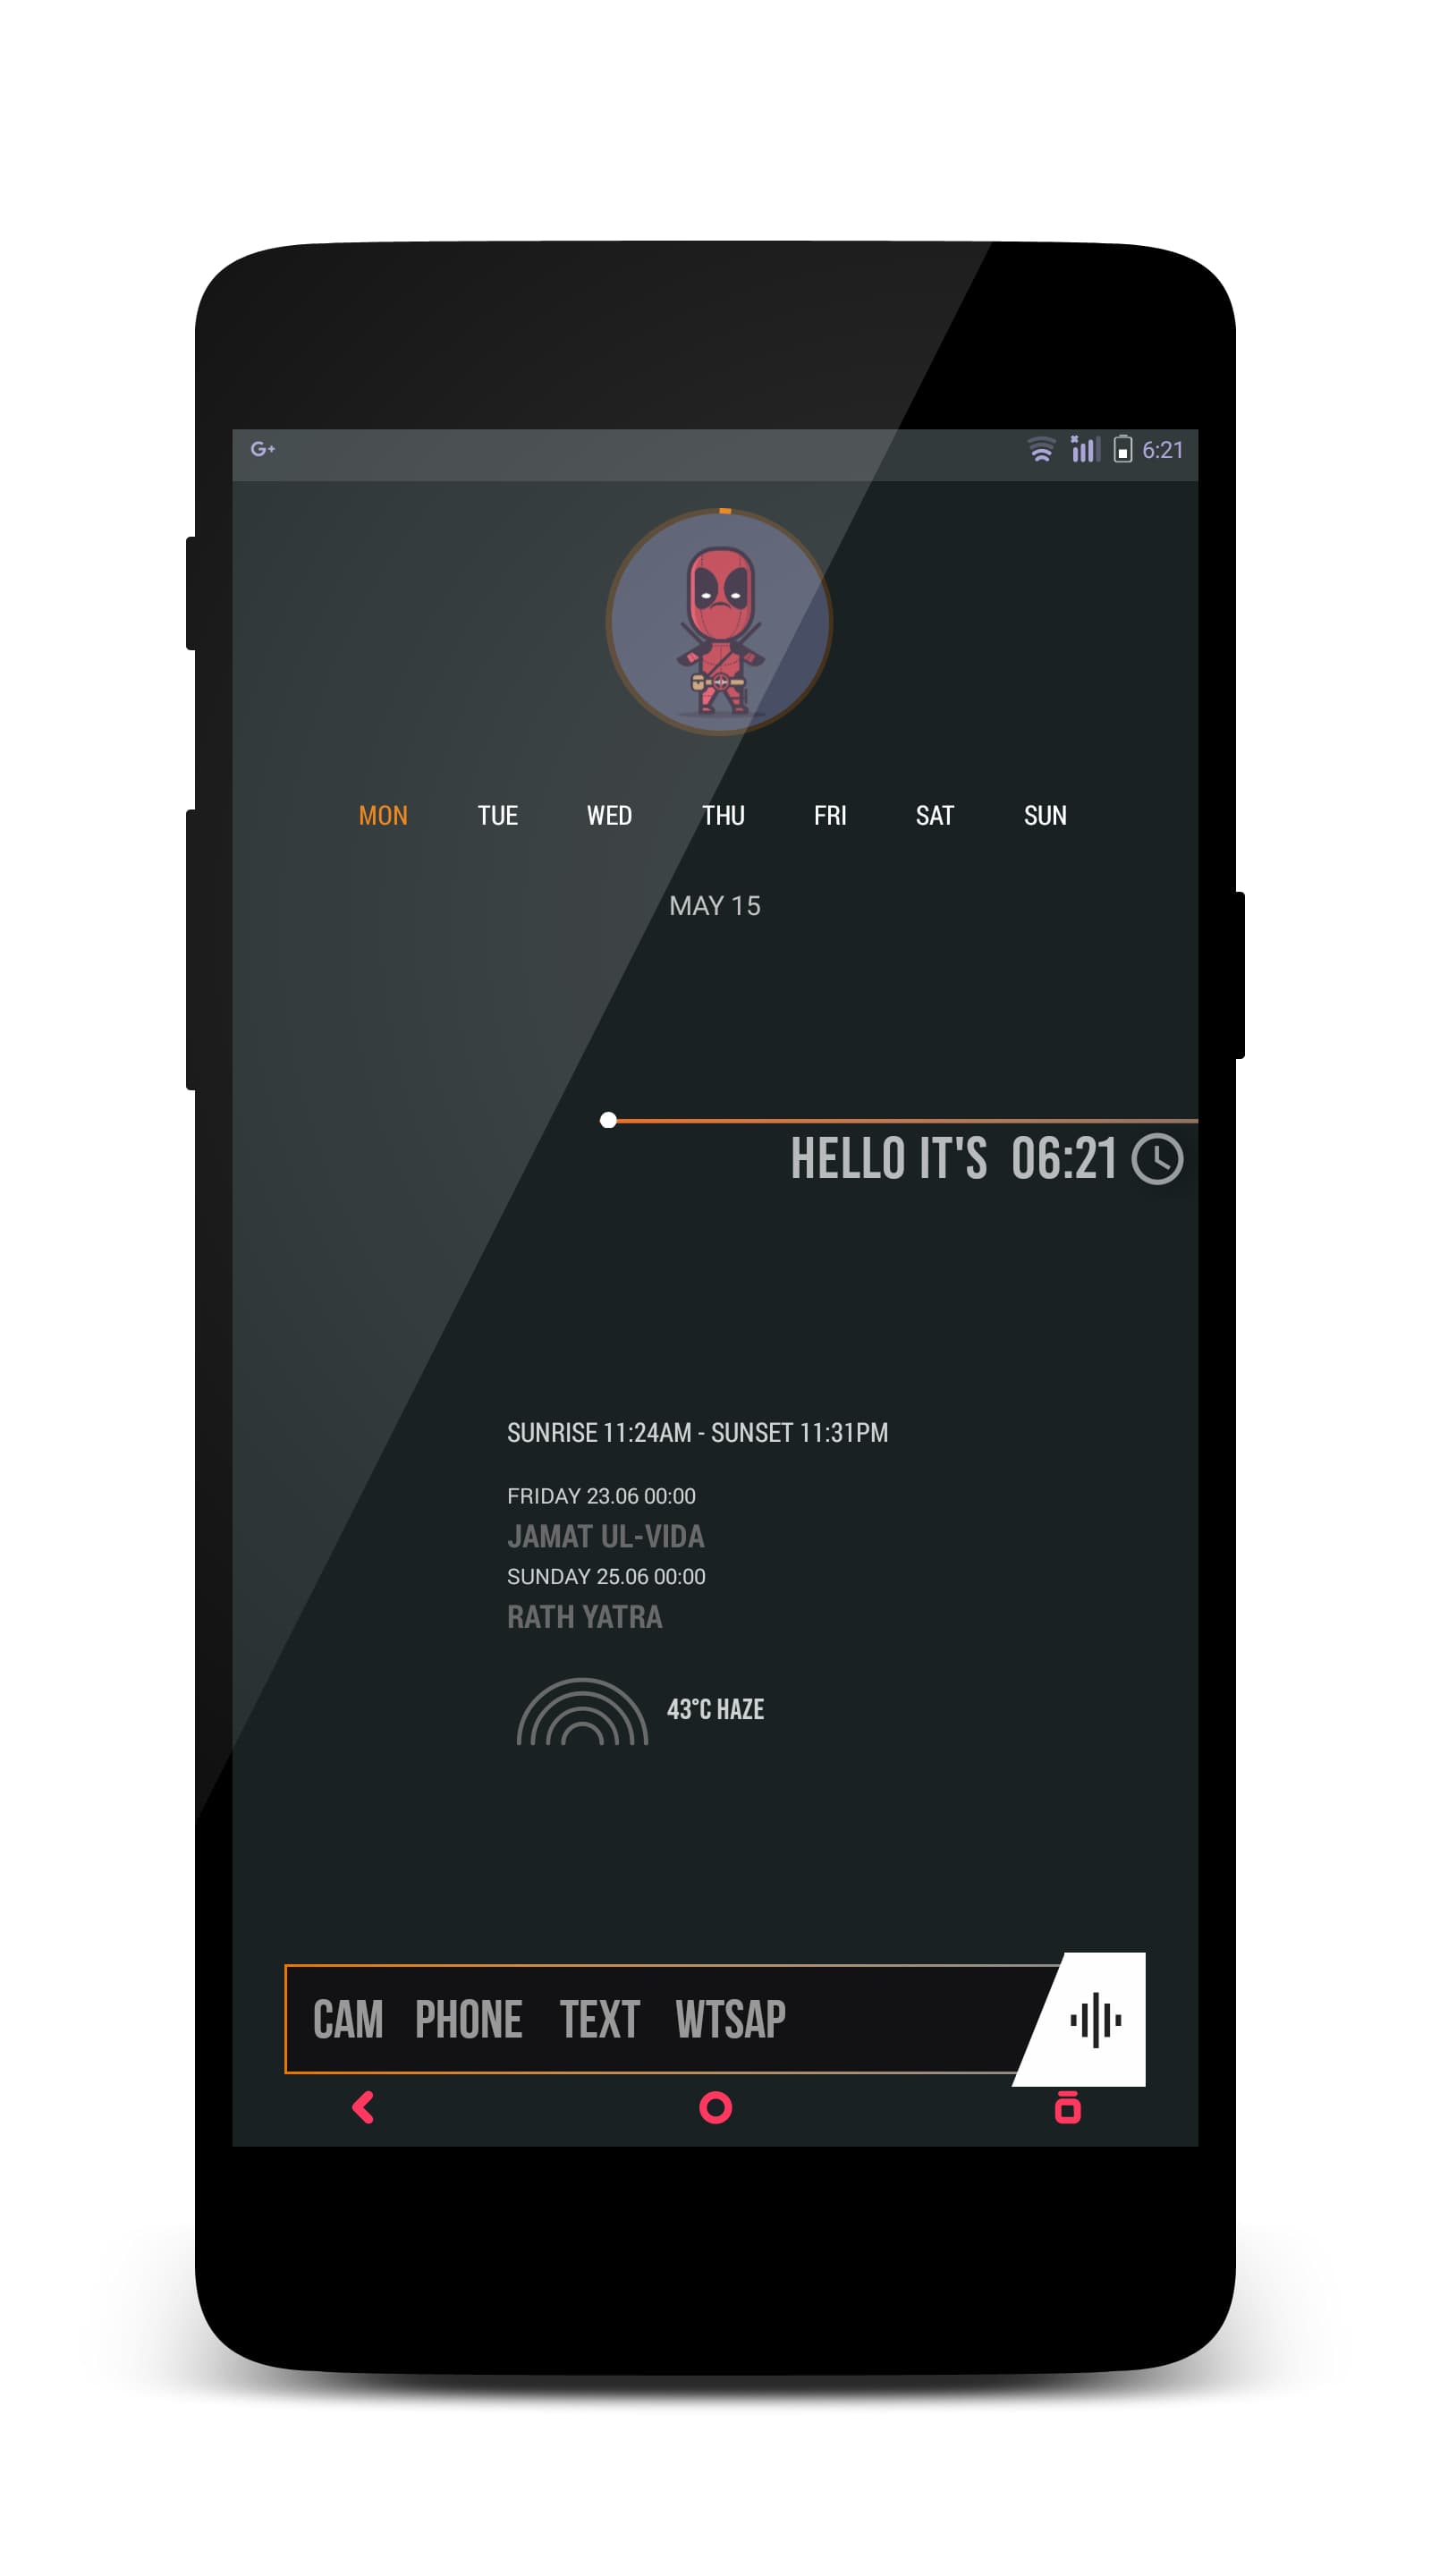 G+ 6:21
MON TUE WED THU FRI SAT SUN
MAY 15
HELLO IT'S 06:21
SUNRISE 11:24AM - SUNSET 11:31PM
FRIDAY 23.06 00:00
JAMAT UL-VIDA
SUNDAY 25.06 00:00
RATH YATRA
43°C HAZE
CAM PHONE TEXT WTSAP